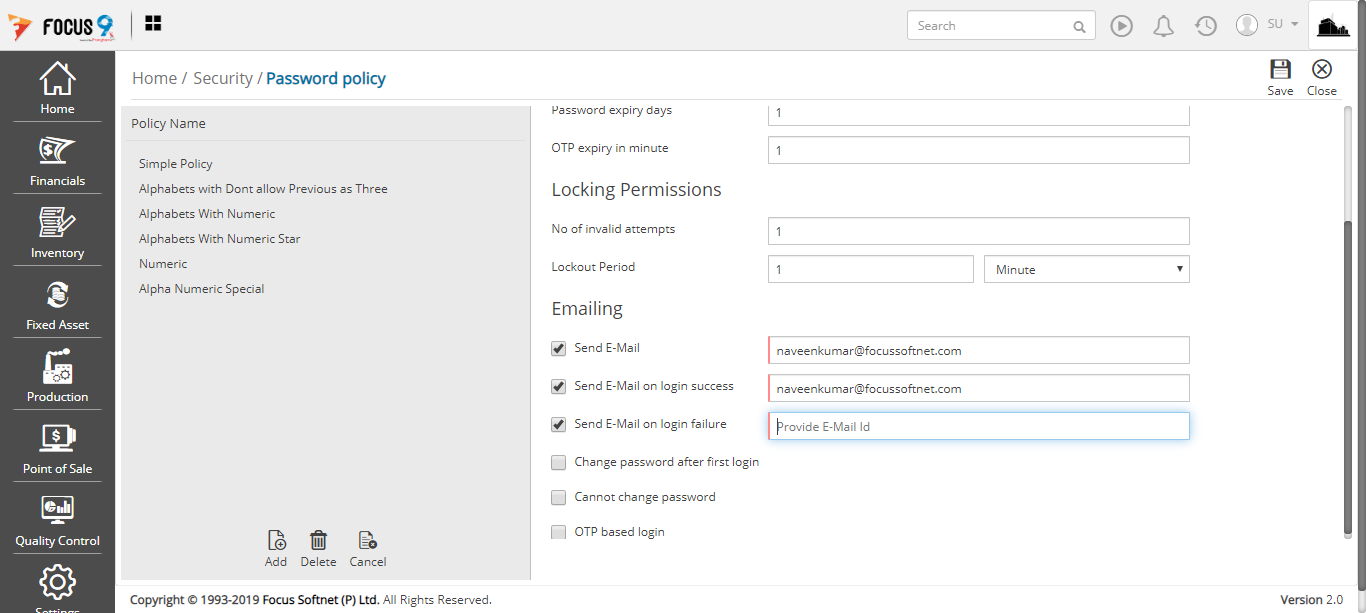 FOCUS 9
Search
SU
Home
Financials
Inventory
Fixed Asset
Production
Point of Sale
Quality Control
Settings
Home / Security / Password policy
Save
Close
Policy Name
Simple Policy
Alphabets with Dont allow Previous as Three
Alphabets With Numeric
Alphabets With Numeric Star
Numeric
Alpha Numeric Special
Add
Delete
Cancel
Password expiry days 1
OTP expiry in minute 1
Locking Permissions
No of invalid attempts 1
Lockout Period 1 Minute
Emailing
Send E-Mail naveenkumar@focussoftnet.com
Send E-Mail on login success naveenkumar@focussoftnet.com
Send E-Mail on login failure Provide E-Mail Id
Change password after first login
Cannot change password
OTP based login
Copyright © 1993-2019 Focus Softnet (P) Ltd. All Rights Reserved.
Version 2.0